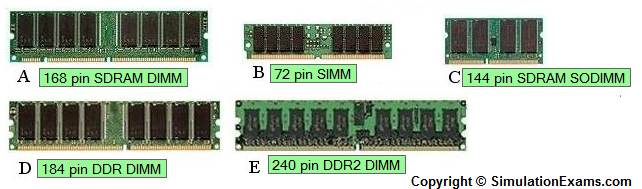 A 168 pin SDRAM DIMM
B 72 pin SIMM
C 144 pin SDRAM SODIMM
D 184 pin DDR DIMM
E 240 pin DDR2 DIMM
Copyright © SimulationExams.com